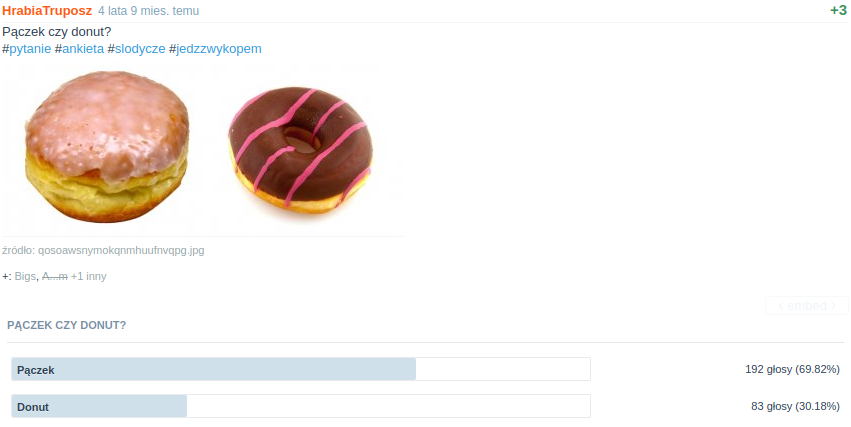 HrabiaTruposz 4 lata 9 mies. temu +3
Pączek czy donut?
#pytanie #ankieta #slodycze #jedzzwykopem
źródło: qosoawsnymokqnmhuufnvqpg.jpg
+: Bigs, A...m +1 inny
‹ embed ›
PĄCZEK CZY DONUT?
Pączek 192 głosy (69.82%)
Donut 83 głosy (30.18%)